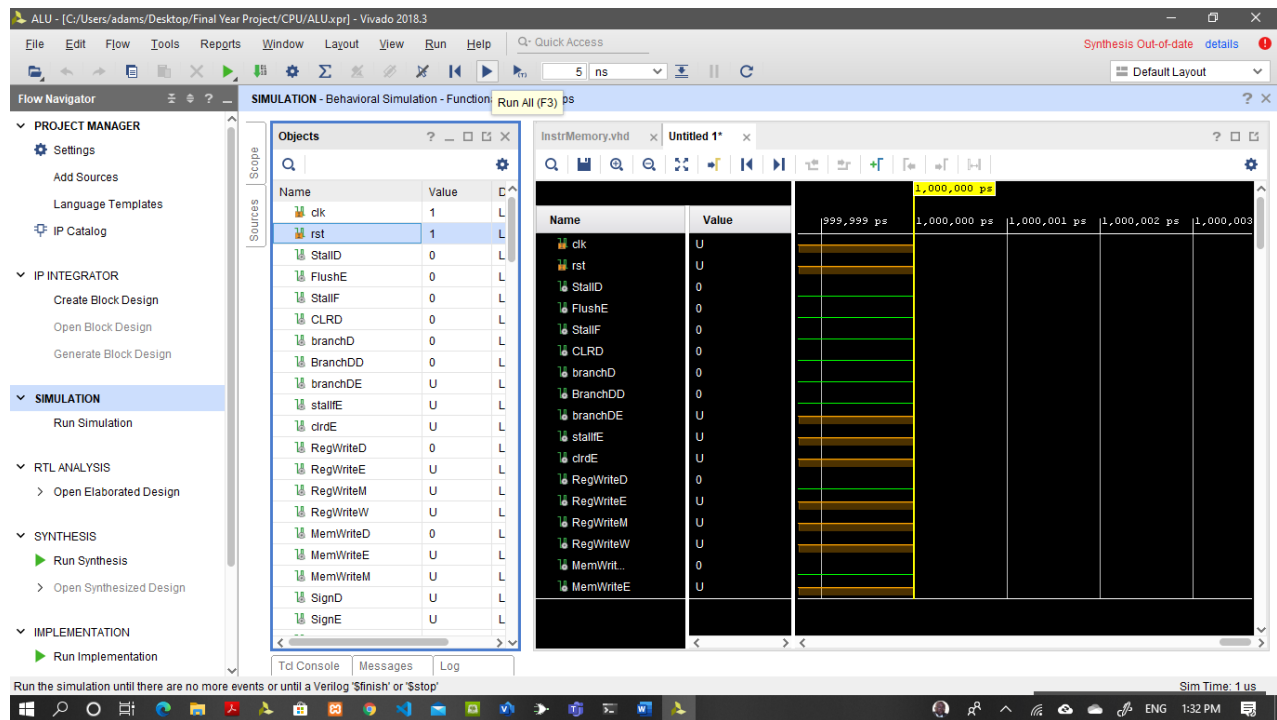 ALU - [C:/Users/adams/Desktop/Final Year Project/CPU/ALU.xpr] - Vivado 2018.3
File Edit Flow Tools Reports Window Layout View Run Help Q- Quick Access
Synthesis Out-of-date details
5 ns
Default Layout
Flow Navigator
SIMULATION - Behavioral Simulation - Function ps
Run All (F3)
PROJECT MANAGER
Settings
Add Sources
Language Templates
IP Catalog
IP INTEGRATOR
Create Block Design
Open Block Design
Generate Block Design
SIMULATION
Run Simulation
RTL ANALYSIS
Open Elaborated Design
SYNTHESIS
Run Synthesis
Open Synthesized Design
IMPLEMENTATION
Run Implementation
Scope
Sources
Objects
Name Value D
clk 1 L
rst 1 L
StallD 0 L
FlushE 0 L
StallF 0 L
CLRD 0 L
branchD 0 L
BranchDD 0 L
branchDE U L
stallfE U L
clrdE U L
RegWriteD 0 L
RegWriteE U L
RegWriteM U L
RegWriteW U L
MemWriteD 0 L
MemWriteE U L
MemWriteM U L
SignD U L
SignE U L
InstrMemory.vhd Untitled 1*
1,000,000 ps
Name Value
999,999 ps 1,000,000 ps 1,000,001 ps 1,000,002 ps 1,000,003
clk U
rst U
StallD 0
FlushE 0
StallF 0
CLRD 0
branchD 0
BranchDD 0
branchDE U
stallfE U
clrdE U
RegWriteD 0
RegWriteE U
RegWriteM U
RegWriteW U
MemWrit... 0
MemWriteE U
Tcl Console Messages Log
Run the simulation until there are no more events or until a Verilog '$finish' or '$stop'
Sim Time: 1 us
ENG 1:32 PM